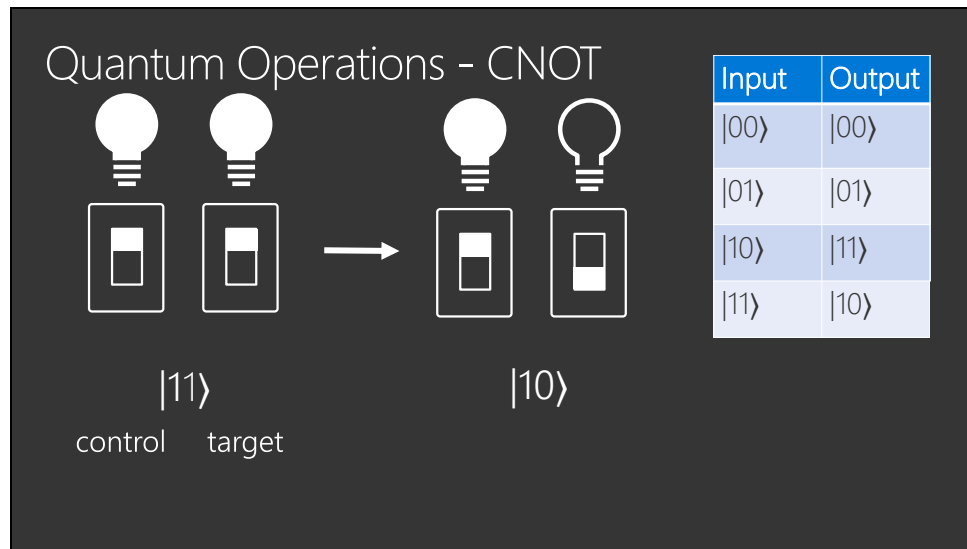 Quantum Operations - CNOT
Input Output
|00⟩ |00⟩
|01⟩ |01⟩
|10⟩ |11⟩
|11⟩ |10⟩
|11⟩ |10⟩
control target